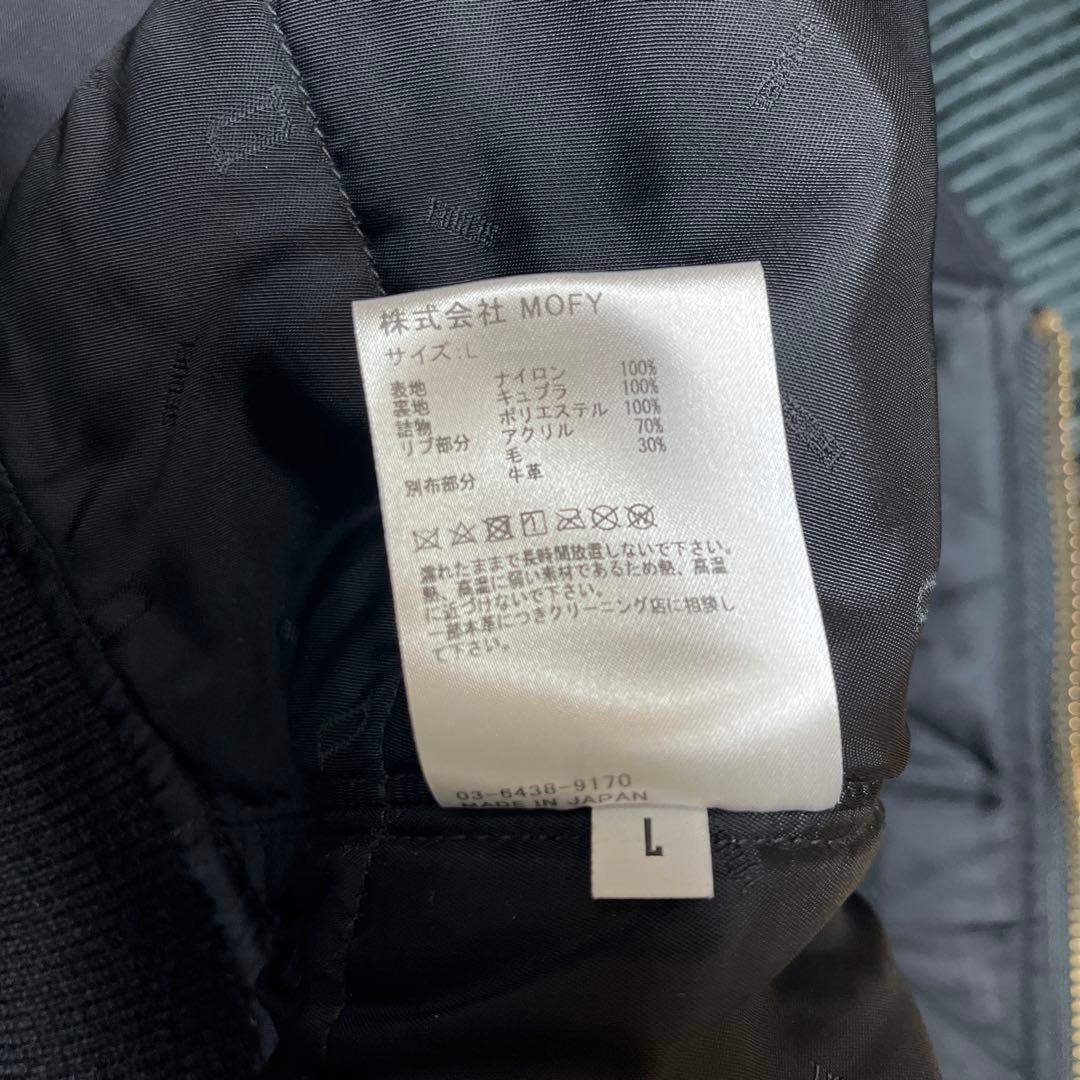 株式会社 MOFY
サイズ:L
表地 ナイロン 100%
裏地 キュプラ 100%
詰物 ポリエステル 100%
リブ部分 アクリル 70%
毛 30%
別布部分 牛革
濡れたままで長時間放置しないで下さい。
熱、高温に弱い素材であるため熱、高温
に近づけないで下さい。
一部本革につきクリーニング店に相談し
て下さい。
03-6438-9170
MADE IN JAPAN
L